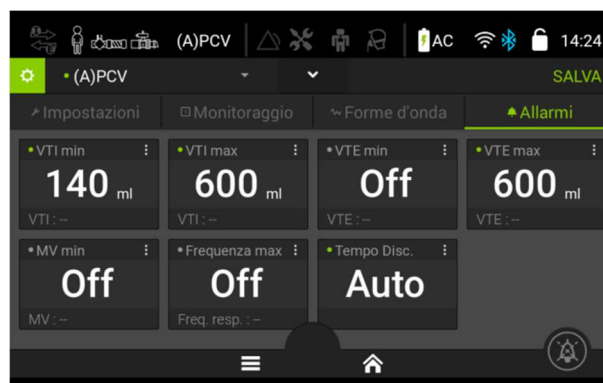 (A)PCV AC 14:24
• (A)PCV SALVA
Impostazioni Monitoraggio Forme d'onda Allarmi
• VTI min • VTI max • VTE min • VTE max
140 ml 600 ml Off 600 ml
VTI : -- VTI : -- VTE : -- VTE : --
• MV min • Frequenza max • Tempo Disc.
Off Off Auto
MV : -- Freq. resp. : --